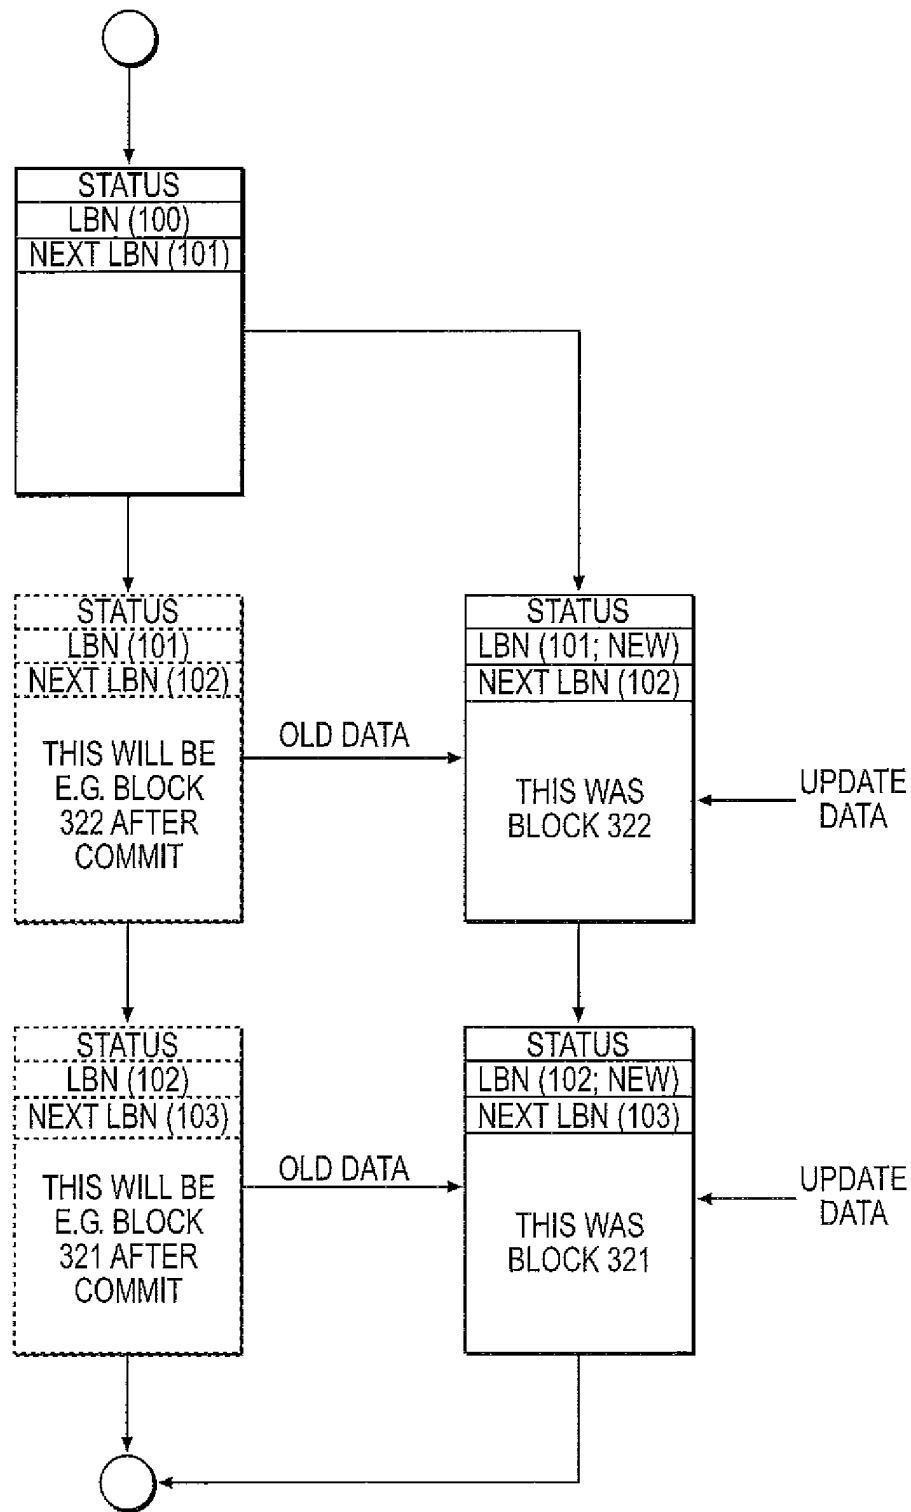 STATUS
LBN (100)
NEXT LBN (101)
STATUS
LBN (101)
NEXT LBN (102)
THIS WILL BE
E.G. BLOCK
322 AFTER
COMMIT
OLD DATA
STATUS
LBN (101; NEW)
NEXT LBN (102)
THIS WAS
BLOCK 322
UPDATE
DATA
STATUS
LBN (102)
NEXT LBN (103)
THIS WILL BE
E.G. BLOCK
321 AFTER
COMMIT
OLD DATA
STATUS
LBN (102; NEW)
NEXT LBN (103)
THIS WAS
BLOCK 321
UPDATE
DATA